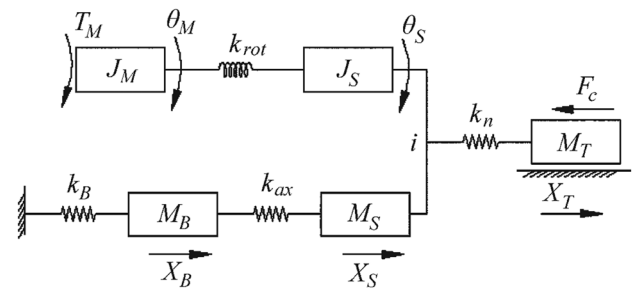 T_M θ_M k_rot θ_S
J_M J_S
F_c
k_n
i M_T
k_B k_ax
M_B M_S X_T
X_B X_S